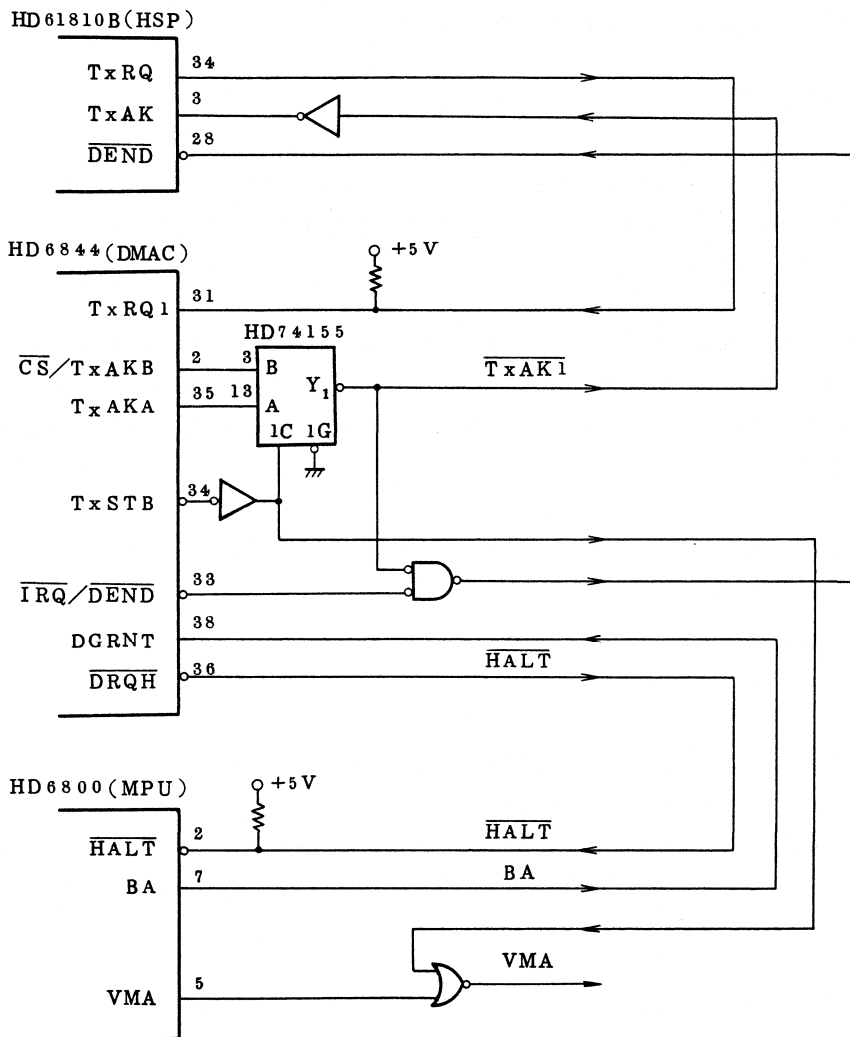 HD61810B(HSP)
TxRQ 34
TxAK 3
DEND 28
HD6844(DMAC)
+5V
TxRQ1 31
HD74155
CS/TxAKB 2 3 B
Y1 TxAK1
TxAKA 35 13 A
1C 1G
TxSTB 34
IRQ/DEND 33
DGRNT 38
HALT
DRQH 36
HD6800(MPU)
+5V
HALT 2 HALT
BA 7 BA
VMA
VMA 5